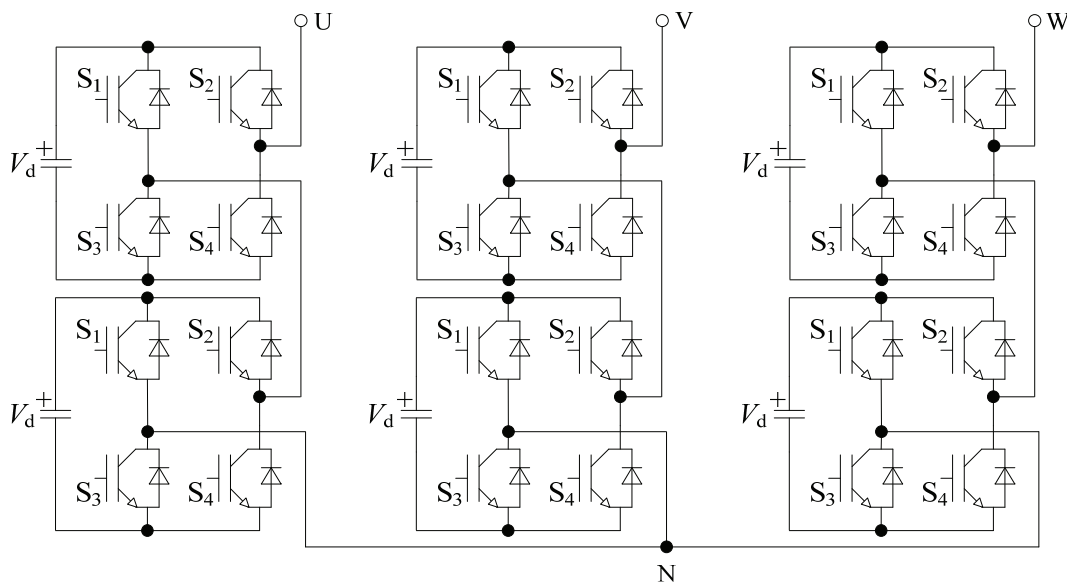 U V W
S1 S2 S1 S2 S1 S2
+ + +
Vd Vd Vd
S3 S4 S3 S4 S3 S4
S1 S2 S1 S2 S1 S2
+ + +
Vd Vd Vd
S3 S4 S3 S4 S3 S4
N